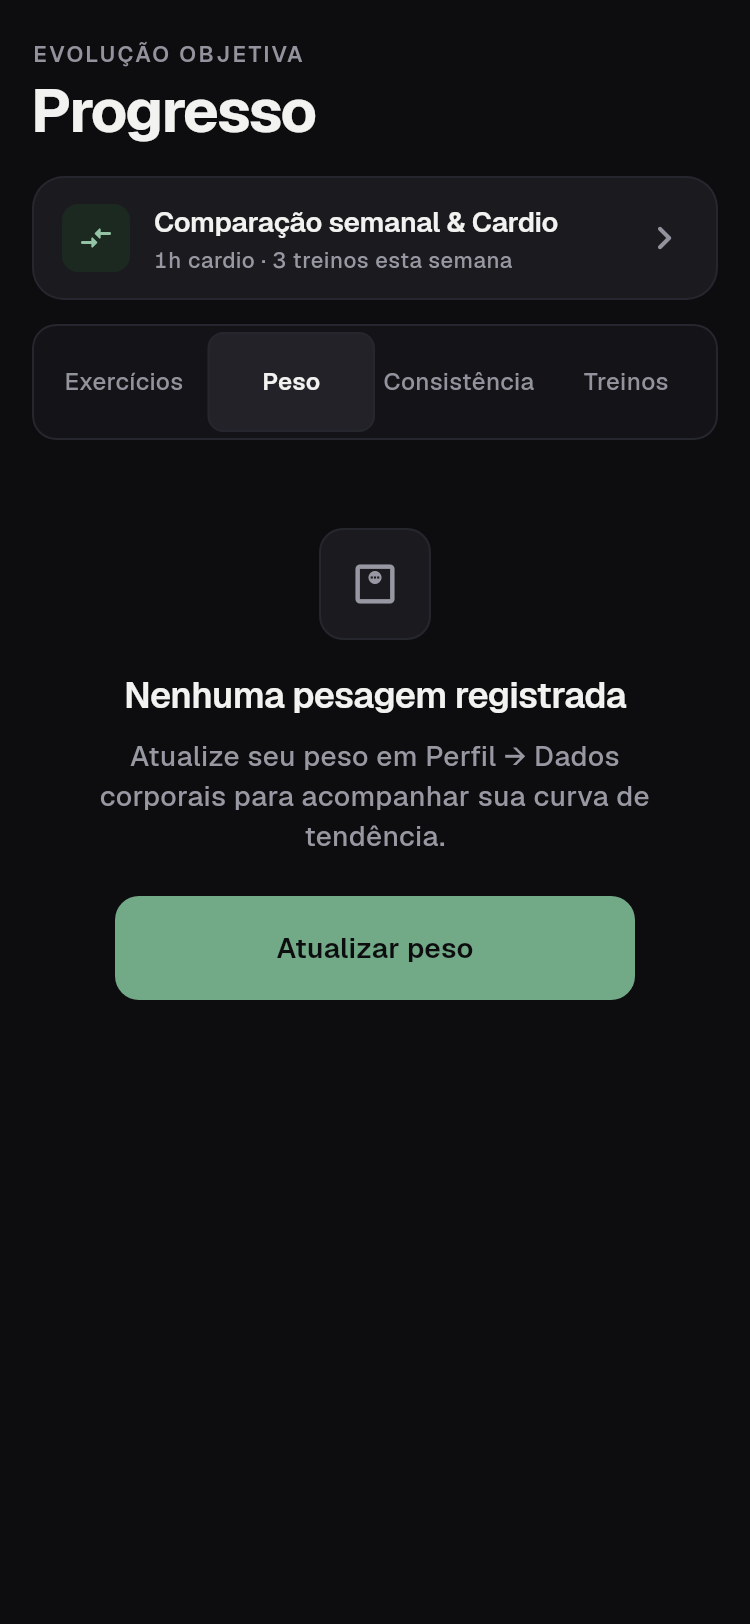 EVOLUÇÃO OBJETIVA
Progresso
Comparação semanal & Cardio
1h cardio · 3 treinos esta semana
Exercícios
Peso
Consistência
Treinos
Nenhuma pesagem registrada
Atualize seu peso em Perfil → Dados
corporais para acompanhar sua curva de
tendência.
Atualizar peso